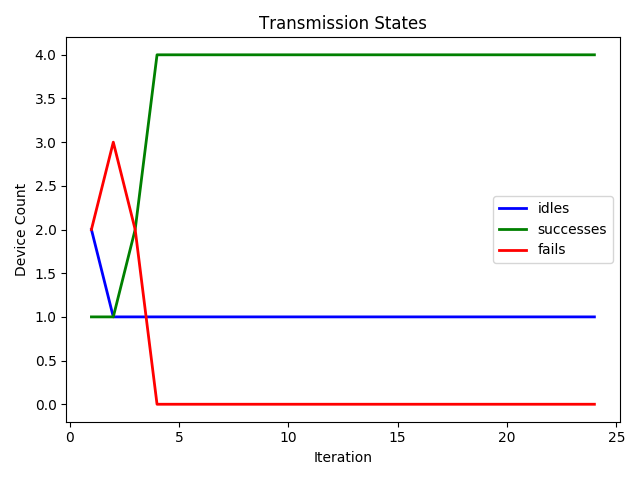 Transmission States
Device Count
4.0
3.5
3.0
2.5
2.0
1.5
1.0
0.5
0.0
idles
successes
fails
0 5 10 15 20 25
Iteration